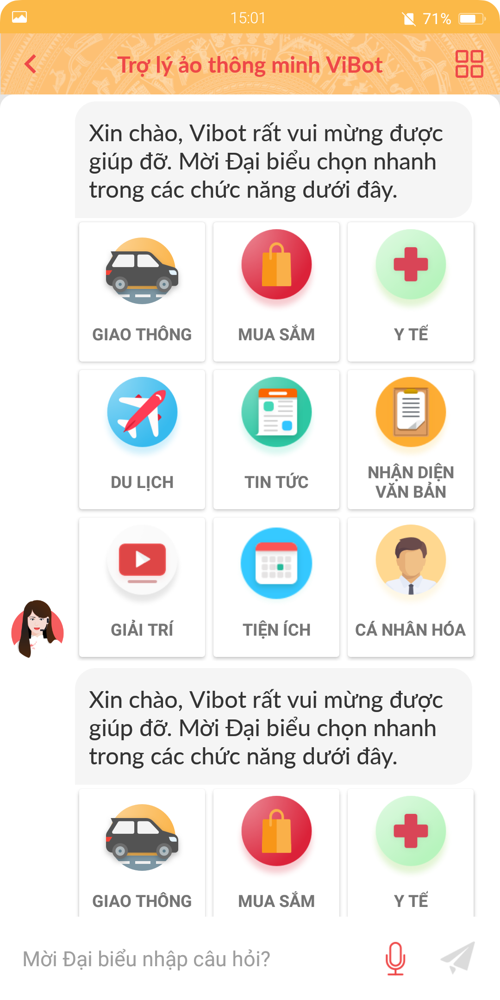 15:01
71%
Trợ lý ảo thông minh ViBot
Xin chào, Vibot rất vui mừng được
giúp đỡ. Mời Đại biểu chọn nhanh
trong các chức năng dưới đây.
GIAO THÔNG
MUA SẮM
Y TẾ
DU LỊCH
TIN TỨC
NHẬN DIỆN
VĂN BẢN
GIẢI TRÍ
TIỆN ÍCH
CÁ NHÂN HÓA
Xin chào, Vibot rất vui mừng được
giúp đỡ. Mời Đại biểu chọn nhanh
trong các chức năng dưới đây.
GIAO THÔNG
MUA SẮM
Y TẾ
Mời Đại biểu nhập câu hỏi?